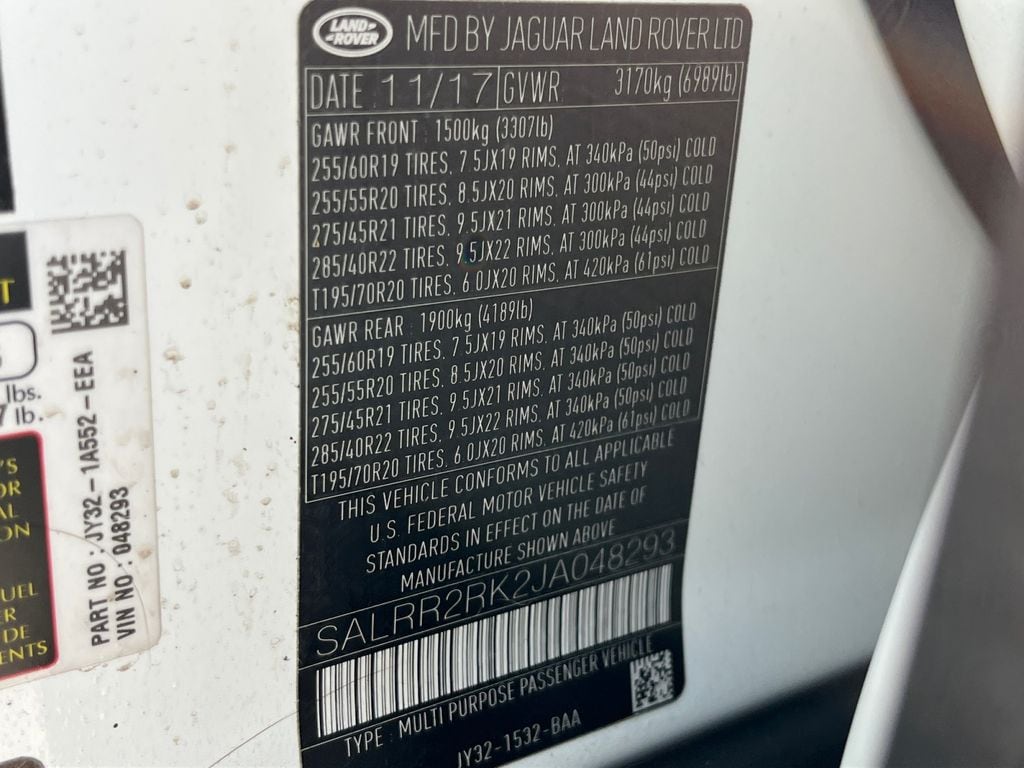 LAND-
-ROVER
MFD BY JAGUAR LAND ROVER LTD
DATE 11/17 GVWR 3170kg (6989lb)
GAWR FRONT 1500kg (3307lb)
255/60R19 TIRES, 7.5JX19 RIMS, AT 340kPa (50psi) COLD
255/55R20 TIRES, 8.5JX20 RIMS, AT 300kPa (44psi) COLD
275/45R21 TIRES, 9.5JX21 RIMS, AT 300kPa (44psi) COLD
285/40R22 TIRES, 9.5JX22 RIMS, AT 300kPa (44psi) COLD
T195/70R20 TIRES, 6.0JX20 RIMS, AT 420kPa (61psi) COLD
GAWR REAR 1900kg (4189lb)
255/60R19 TIRES, 7.5JX19 RIMS, AT 340kPa (50psi) COLD
255/55R20 TIRES, 8.5JX20 RIMS, AT 340kPa (50psi) COLD
275/45R21 TIRES, 9.5JX21 RIMS, AT 340kPa (50psi) COLD
285/40R22 TIRES, 9.5JX22 RIMS, AT 340kPa (50psi) COLD
T195/70R20 TIRES, 6.0JX20 RIMS, AT 420kPa (61psi) COLD
THIS VEHICLE CONFORMS TO ALL APPLICABLE
U.S. FEDERAL MOTOR VEHICLE SAFETY
STANDARDS IN EFFECT ON THE DATE OF
MANUFACTURE SHOWN ABOVE
SALRR2RK2JA048293
TYPE : MULTI PURPOSE PASSENGER VEHICLE
JY32-1532-BAA
PART NO : JY32-1A552-EEA
VIN NO : 048293
lbs.
lb.